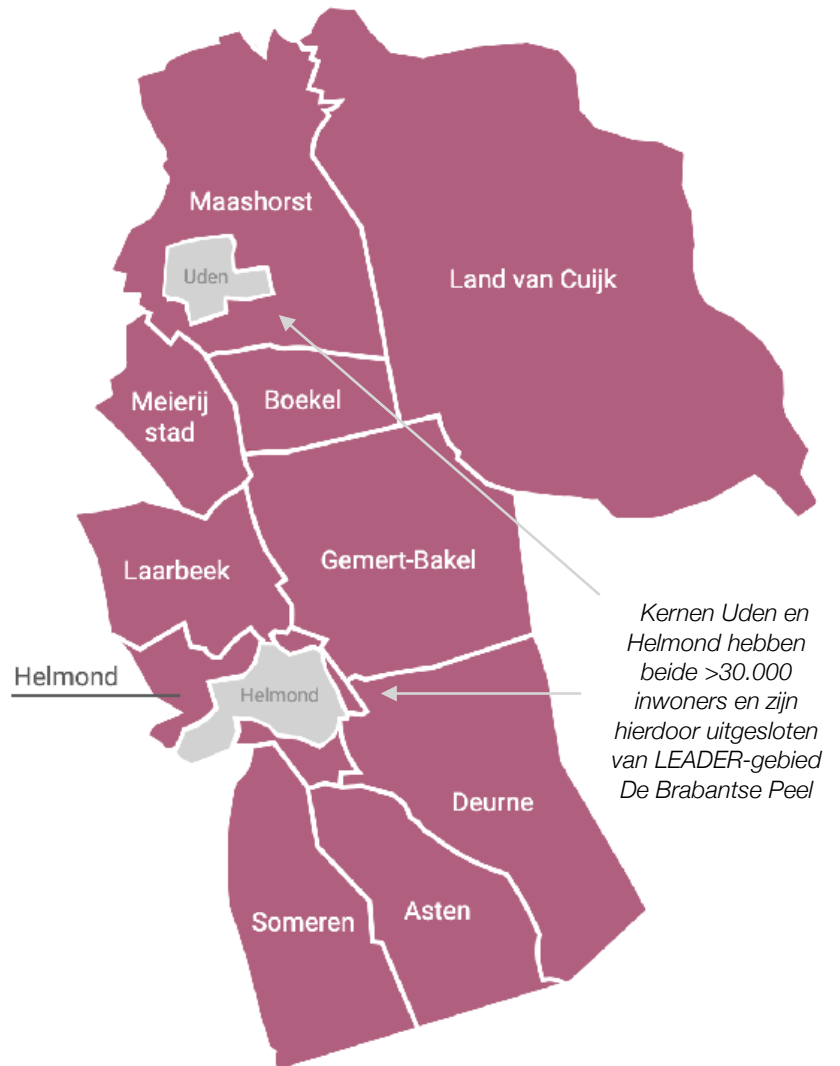 Maashorst
Uden
Land van Cuijk
Meierij
stad
Boekel
Laarbeek
Gemert-Bakel
Helmond
Helmond
Kernen Uden en
Helmond hebben
beide >30.000
inwoners en zijn
hierdoor uitgesloten
van LEADER-gebied
De Brabantse Peel
Deurne
Someren
Asten